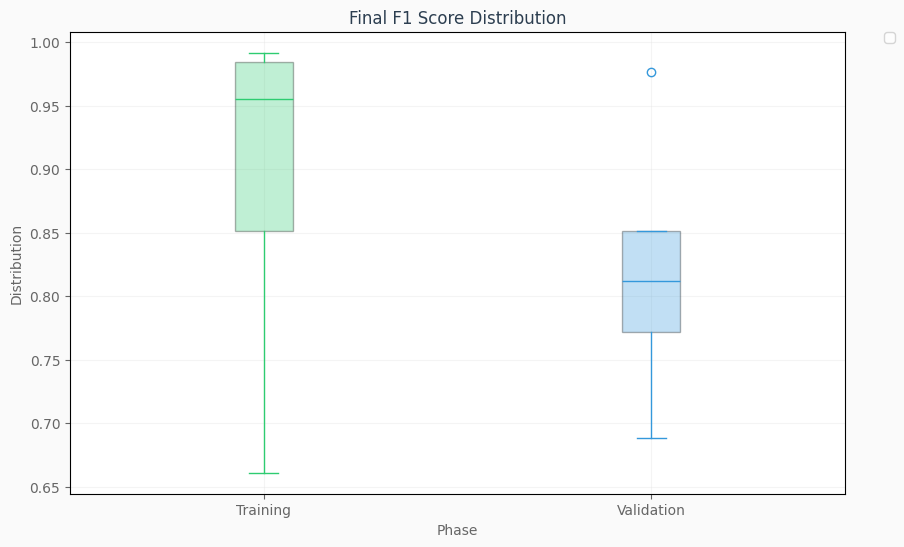 Final F1 Score Distribution
1.00
0.95
0.90
0.85
0.80
0.75
0.70
0.65
Distribution
Training
Validation
Phase